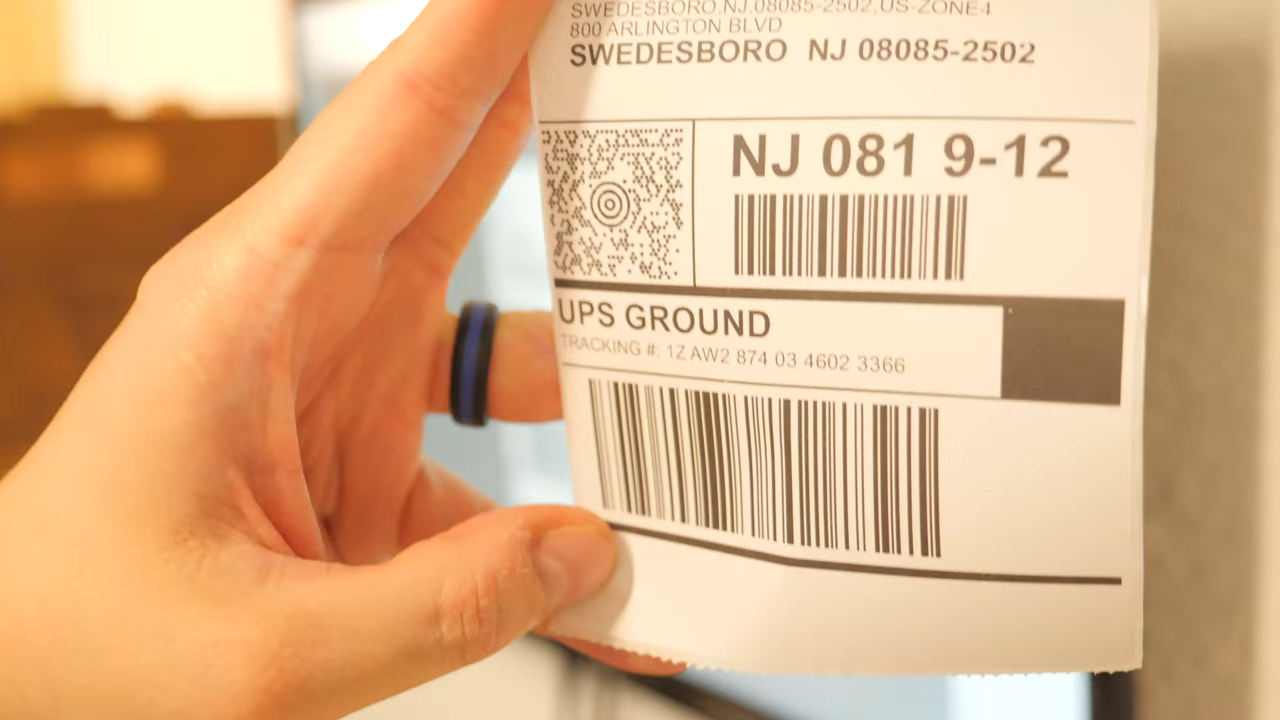 SWEDESBORO,NJ,08085-2502,US-ZONE4
800 ARLINGTON BLVD
SWEDESBORO NJ 08085-2502
NJ 081 9-12
UPS GROUND
TRACKING #: 1Z AW2 874 03 4602 3366